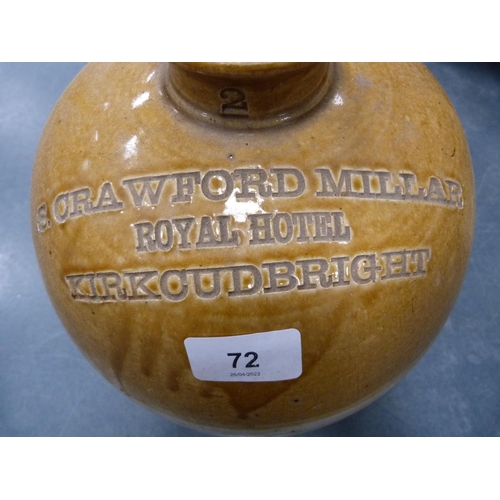 2
CRAWFORD MILLAR
ROYAL HOTEL
KIRKCUDBRIGHT
72